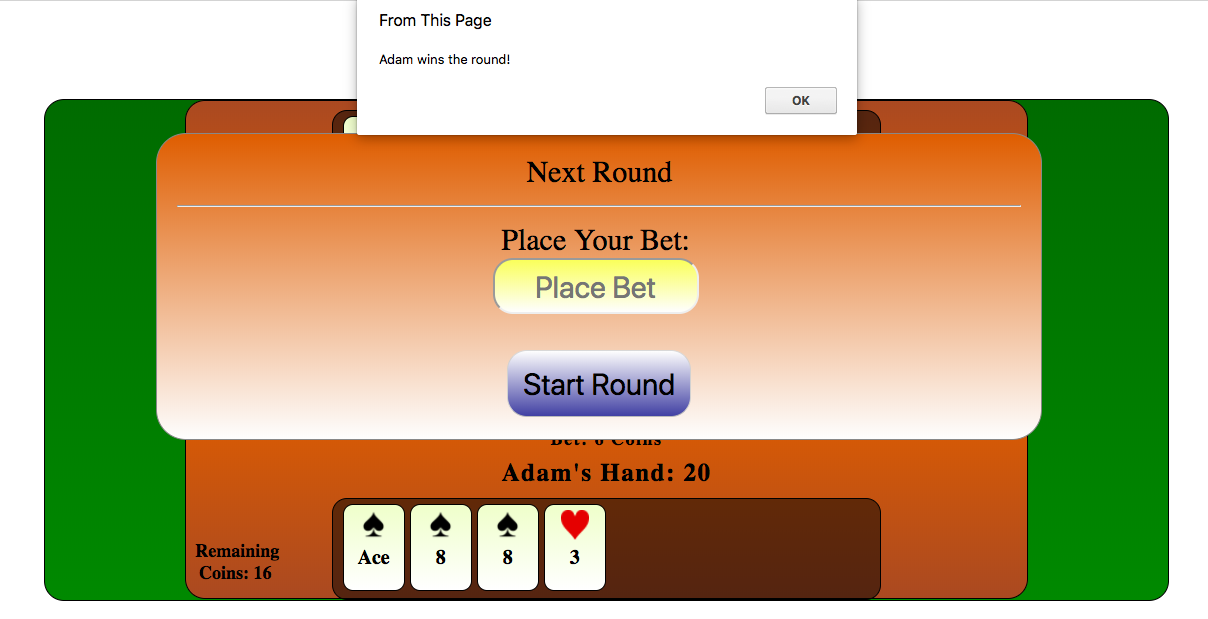 From This Page
Adam wins the round!
OK
Next Round
Place Your Bet:
Place Bet
Start Round
Bet: 6 Coins
Adam's Hand: 20
Ace
8
8
3
Remaining
Coins: 16